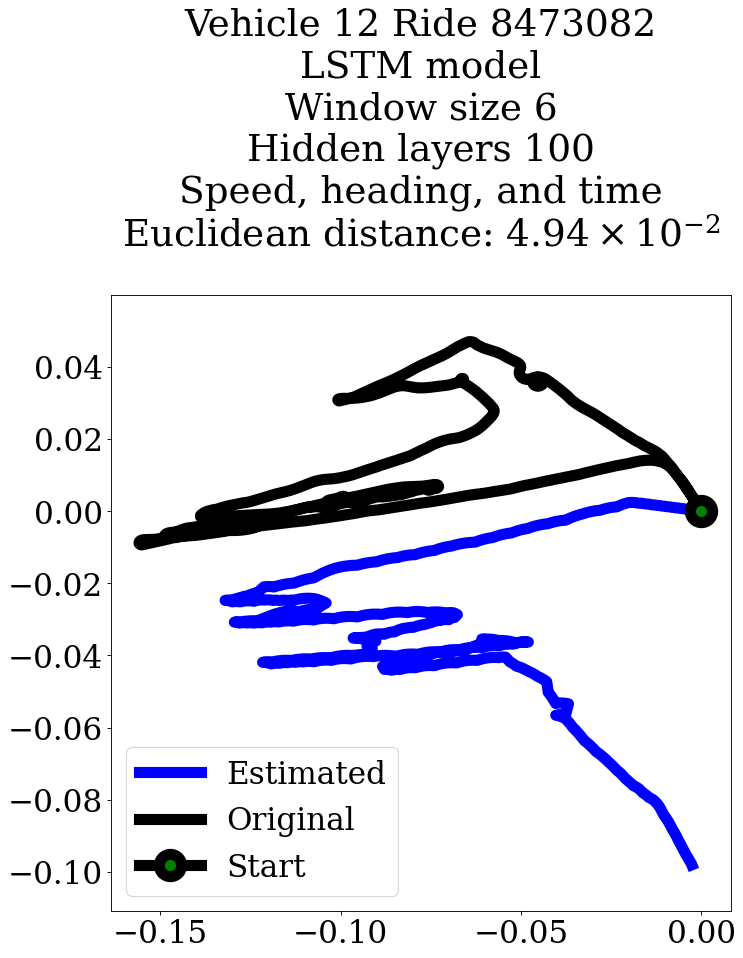 Vehicle 12 Ride 8473082
LSTM model
Window size 6
Hidden layers 100
Speed, heading, and time
Euclidean distance: 4.94 × 10⁻²
0.04
0.02
0.00
−0.02
−0.04
−0.06
−0.08
−0.10
Estimated
Original
Start
−0.15 −0.10 −0.05 0.00